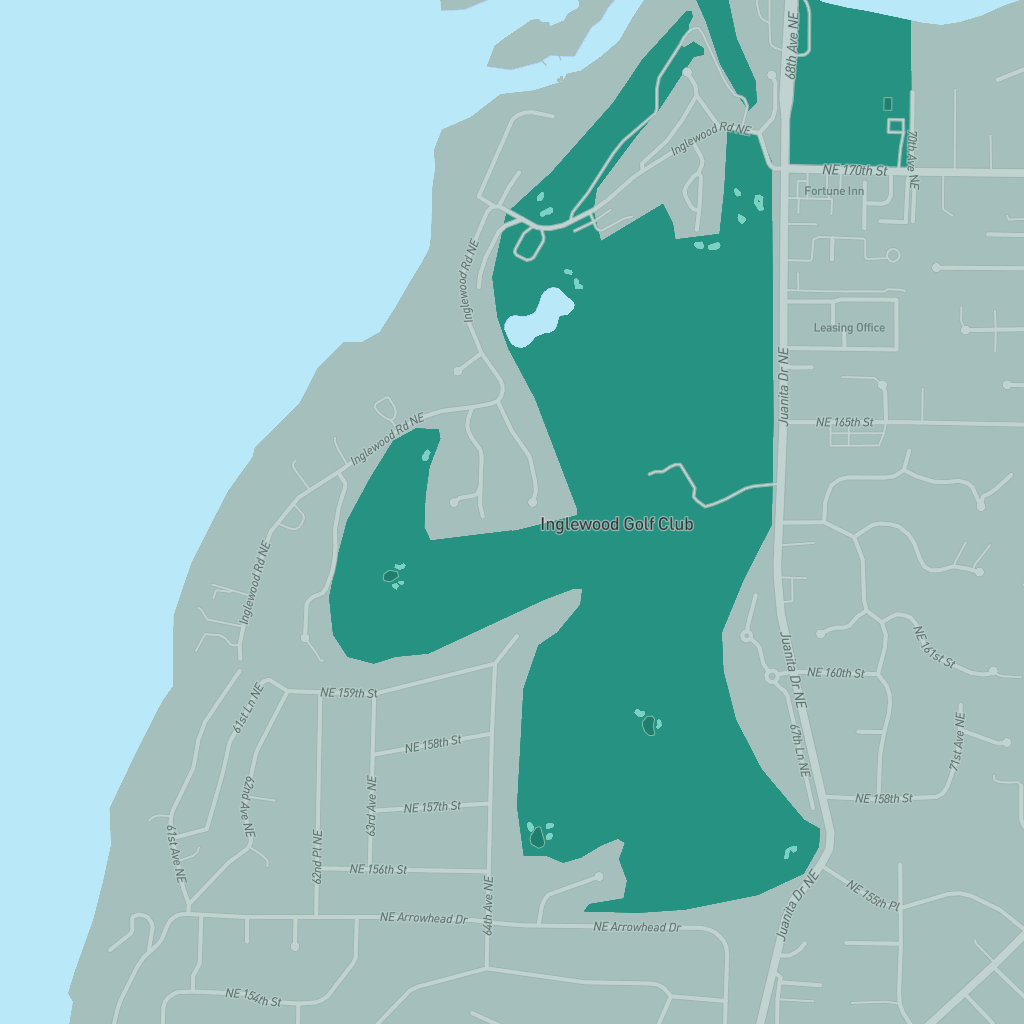 68th Ave NE
Inglewood Rd NE
70th Ave NE
NE 170th St
Fortune Inn
Inglewood Rd NE
Leasing Office
Juanita Dr NE
NE 165th St
Inglewood Rd NE
Inglewood Golf Club
Inglewood Rd NE
NE 161st St
Juanita Dr NE
NE 160th St
NE 159th St
61st Ln NE
71st Ave NE
NE 158th St
67th Ln NE
62nd Ave NE
NE 157th St
63rd Ave NE
NE 158th St
61st Ave NE
62nd Pl NE
NE 156th St
64th Ave NE
Juanita Dr NE
NE 155th Pl
NE Arrowhead Dr
NE Arrowhead Dr
NE 154th St